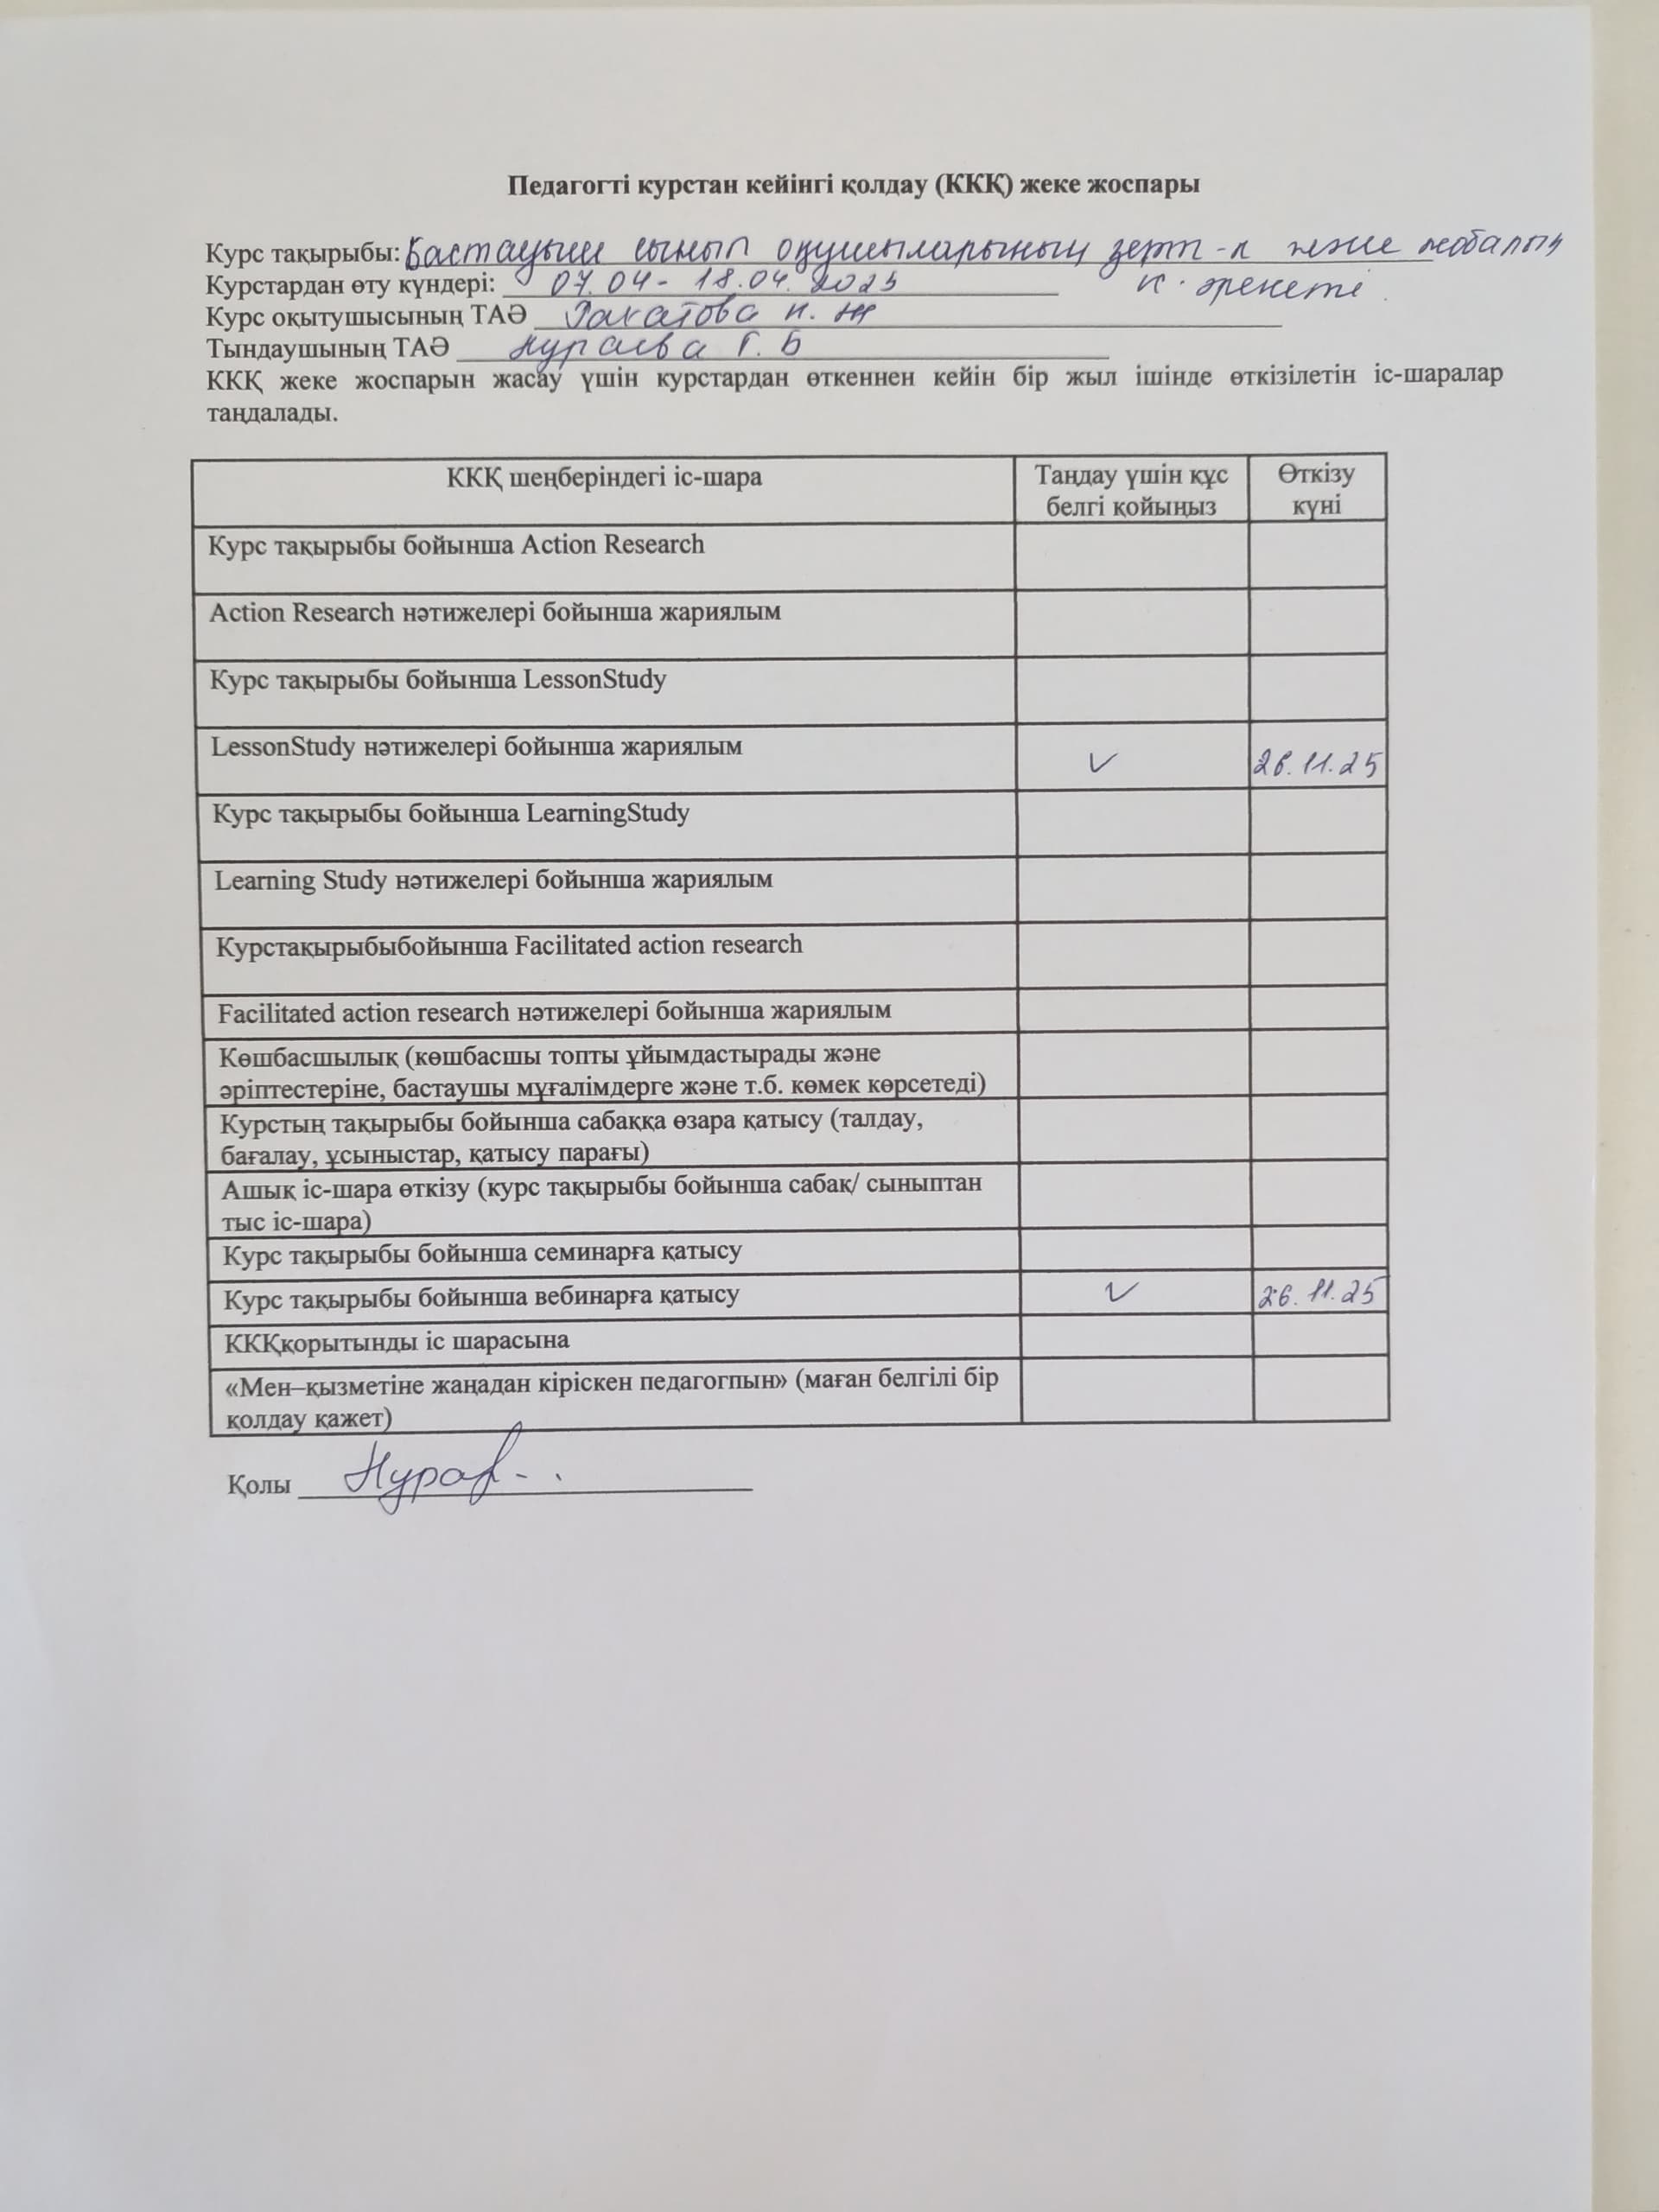 Педагогті курстан кейінгі қолдау (ККҚ) жеке жоспары
Курс тақырыбы: Бастауыш сынып оқушыларының зерт-к және жобалық
Курстардан өту күндері: 07.04 - 18.04.2025 іс-әрекеті.
Курс оқытушысының ТАӘ
Тындаушының ТАӘ Нураева Г. Б
ККҚ жеке жоспарын жасау үшін курстардан өткеннен кейін бір жыл ішінде өткізілетін іс-шаралар
таңдалады.
ККҚ шеңберіндегі іс-шара
Таңдау үшін құс
белгі қойыңыз
Өткізу
күні
Курс тақырыбы бойынша Action Research
Action Research нәтижелері бойынша жариялым
Курс тақырыбы бойынша LessonStudy
LessonStudy нәтижелері бойынша жариялым ✓ 26.11.25
Курс тақырыбы бойынша LearningStudy
Learning Study нәтижелері бойынша жариялым
Курстақырыбыбойынша Facilitated action research
Facilitated action research нәтижелері бойынша жариялым
Көшбасшылық (көшбасшы топты ұйымдастырады және
әріптестеріне, бастаушы мұғалімдерге және т.б. көмек көрсетеді)
Курстың тақырыбы бойынша сабаққа өзара қатысу (талдау,
бағалау, ұсыныстар, қатысу парағы)
Ашық іс-шара өткізу (курс тақырыбы бойынша сабақ/ сыныптан
тыс іс-шара)
Курс тақырыбы бойынша семинарға қатысу
Курс тақырыбы бойынша вебинарға қатысу ✓ 26.11.25
ККҚқорытынды іс шарасына
«Мен–қызметіне жаңадан кіріскен педагогпын» (маған белгілі бір
қолдау қажет)
Қолы